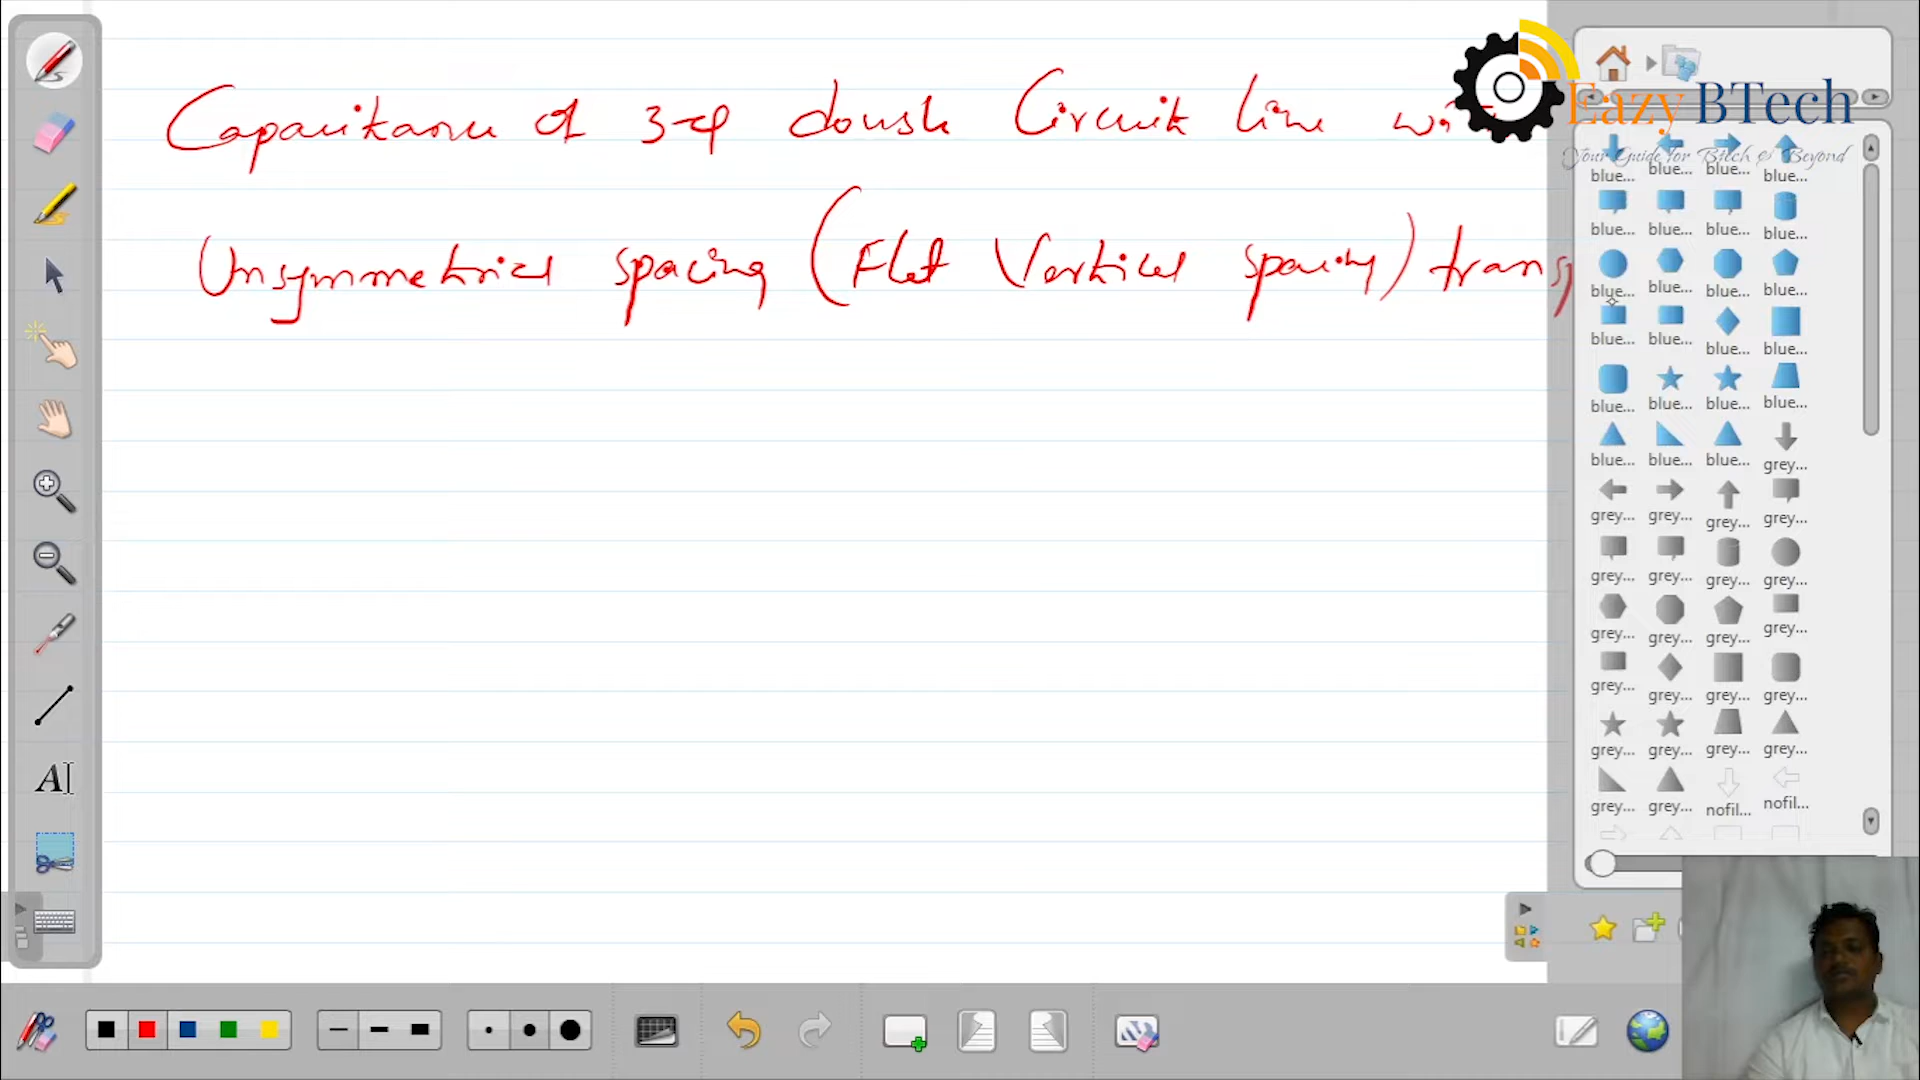 Capacitance of 3-φ double Circuit line wi
Unsymmetrical spacing (Flat Vertical spacing) transp
Eazy BTech
Your Guide for Btech & Beyond
blue... blue... blue... blue...
blue... blue... blue... blue...
blue... blue... blue... blue...
blue... blue... blue... blue...
blue... blue... blue... blue...
blue... blue... blue... grey...
grey... grey... grey... grey...
grey... grey... grey... grey...
grey... grey... grey... grey...
grey... grey... grey... grey...
grey... grey... grey... grey...
grey... grey... nofil... nofil...
A